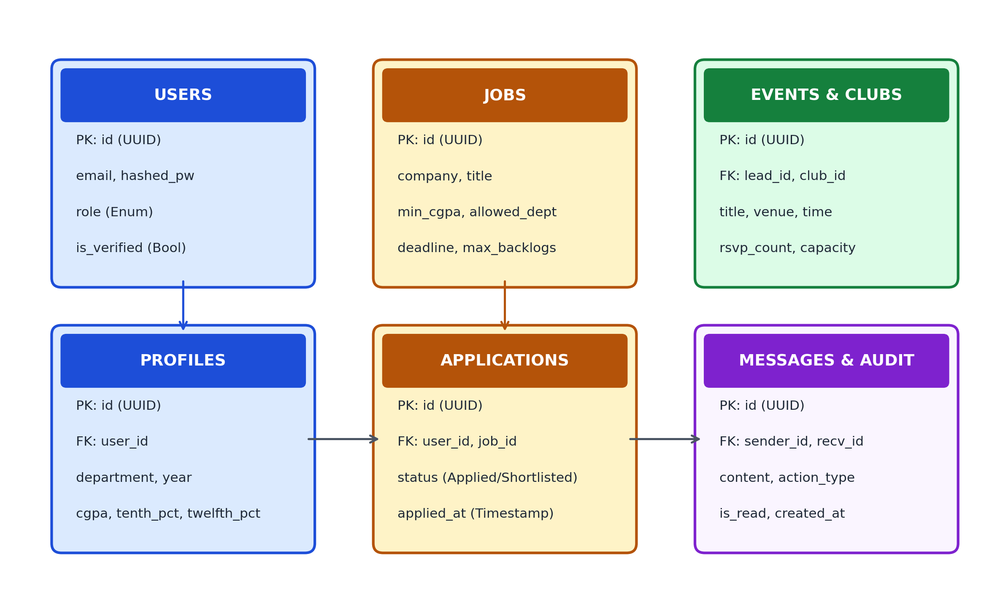 USERS
PK: id (UUID)
email, hashed_pw
role (Enum)
is_verified (Bool)
JOBS
PK: id (UUID)
company, title
min_cgpa, allowed_dept
deadline, max_backlogs
EVENTS & CLUBS
PK: id (UUID)
FK: lead_id, club_id
title, venue, time
rsvp_count, capacity
PROFILES
PK: id (UUID)
FK: user_id
department, year
cgpa, tenth_pct, twelfth_pct
APPLICATIONS
PK: id (UUID)
FK: user_id, job_id
status (Applied/Shortlisted)
applied_at (Timestamp)
MESSAGES & AUDIT
PK: id (UUID)
FK: sender_id, recv_id
content, action_type
is_read, created_at